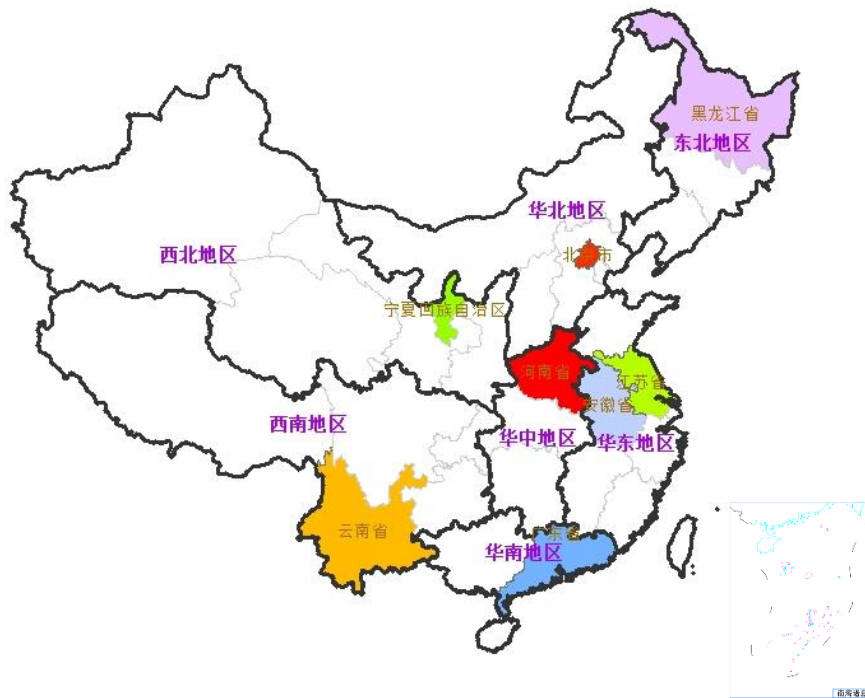 黑龙江省
东北地区
华北地区
北京市
西北地区
宁夏回族自治区
河南省
江苏省
安徽省
西南地区
华中地区
华东地区
云南省
广东省
华南地区